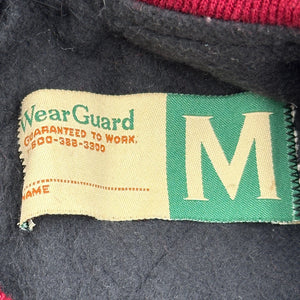 WearGuard
GUARANTEED TO WORK.
800-388-3300
NAME
M